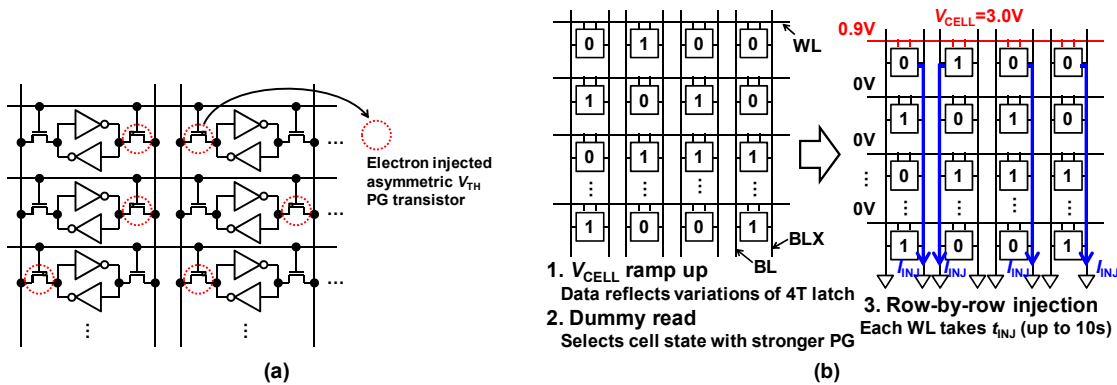 ...
...
...
⋮
⋮
Electron injected
asymmetric VTH
PG transistor
(a)
0 1 0 0
WL
1 0 1 0
0 1 1 1
⋮ ⋮
1 0 0 1
BLX
BL
1. VCELL ramp up
Data reflects variations of 4T latch
2. Dummy read
Selects cell state with stronger PG
VCELL=3.0V
0.9V
0 1 0 0
0V
1 0 1 0
0V
0 1 1 1
⋮ ⋮ ⋮
0V
1 0 0 1
IINJ IINJ IINJ IINJ
3. Row-by-row injection
Each WL takes tINJ (up to 10s)
(b)